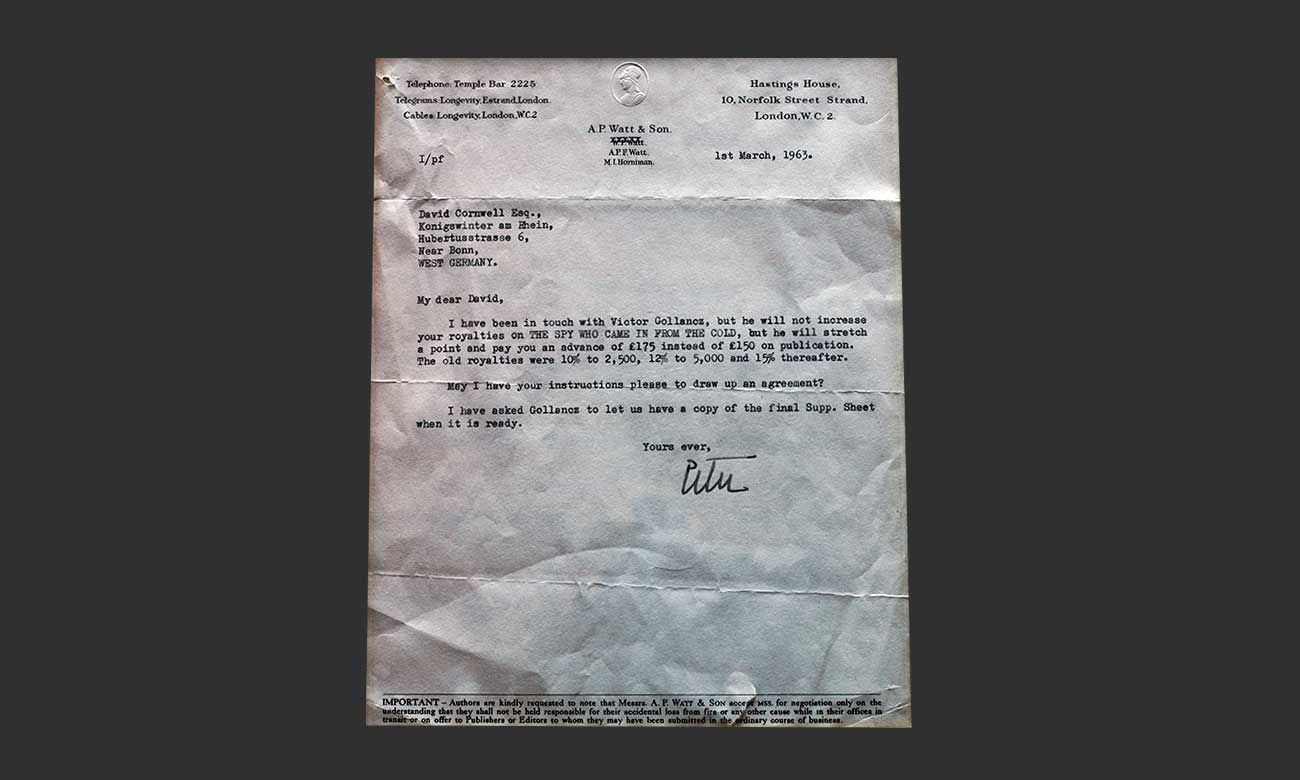 Telephone: Temple Bar 2225
Telegrams: Longevity, Estrand, London.
Cables: Longevity, London, W.C.2
A.P. Watt & Son.
W.P. Watt.
A.P.F. Watt.
M.I. Horniman.
Hastings House,
10, Norfolk Street Strand,
London, W.C.2.
I/pf
1st March, 1963.
David Cornwell Esq.,
Konigswinter am Rhein,
Hubertusstrasse 6,
Near Bonn,
WEST GERMANY.
My dear David,
I have been in touch with Victor Gollancz, but he will not increase
your royalties on THE SPY WHO CAME IN FROM THE COLD, but he will stretch
a point and pay you an advance of £175 instead of £150 on publication.
The old royalties were 10% to 2,500, 12% to 5,000 and 15% thereafter.
May I have your instructions please to draw up an agreement?
I have asked Gollancz to let us have a copy of the final Supp. Sheet
when it is ready.
Yours ever,
Peter
IMPORTANT – Authors are kindly requested to note that Messrs. A. P. WATT & SON accept MSS. for negotiation only on the
understanding that they shall not be held responsible for their accidental loss from fire or any other cause while in their offices in
transit or on offer to Publishers or Editors to whom they may have been submitted in the ordinary course of business.